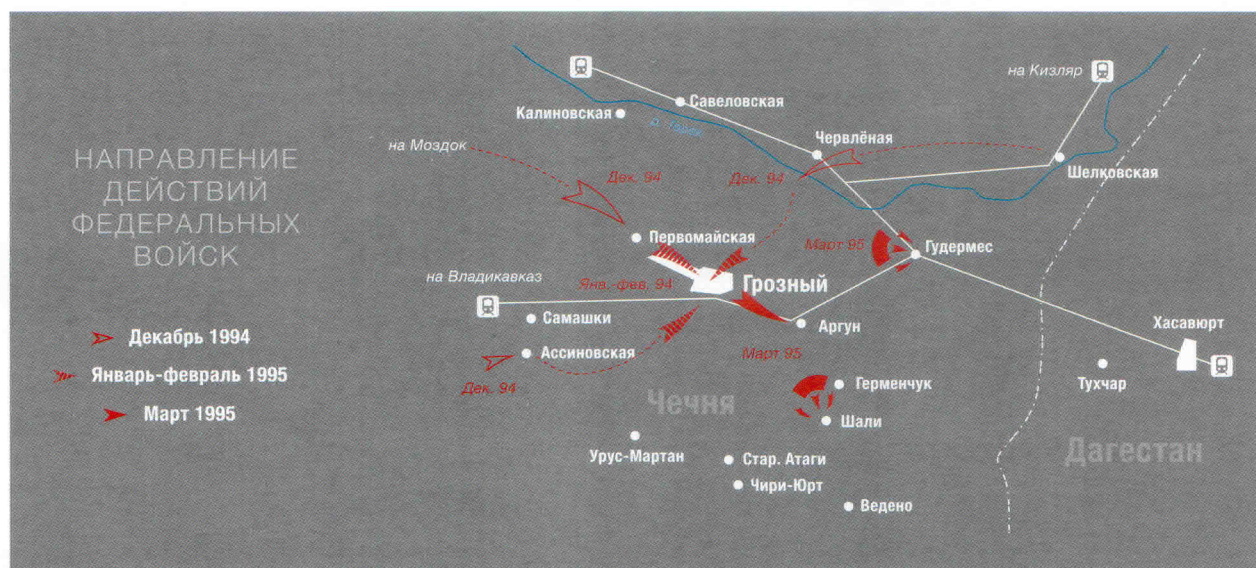 НАПРАВЛЕНИЕ
ДЕЙСТВИЙ
ФЕДЕРАЛЬНЫХ
ВОЙСК
Декабрь 1994
Январь-февраль 1995
Март 1995
на Кизляр
Савеловская
Калиновская
р. Терек
Червлёная
на Моздок
Шелковская
Дек. 94
Дек. 94
Первомайская
Март 95
Гудермес
на Владикавказ
Янв.-фев. 94
Грозный
Самашки
Аргун
Хасавюрт
Ассиновская
Март 95
Тухчар
Дек. 94
Чечня
Герменчук
Шали
Урус-Мартан
Стар. Атаги
Дагестан
Чири-Юрт
Ведено